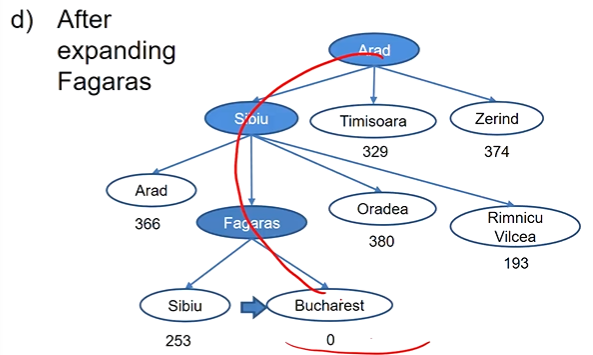 d) After
expanding
Fagaras
Arad
Sibiu
Timisoara
Zerind
329
374
Arad
Fagaras
Oradea
Rimnicu
Vilcea
366
380
193
Sibiu
Bucharest
253
0